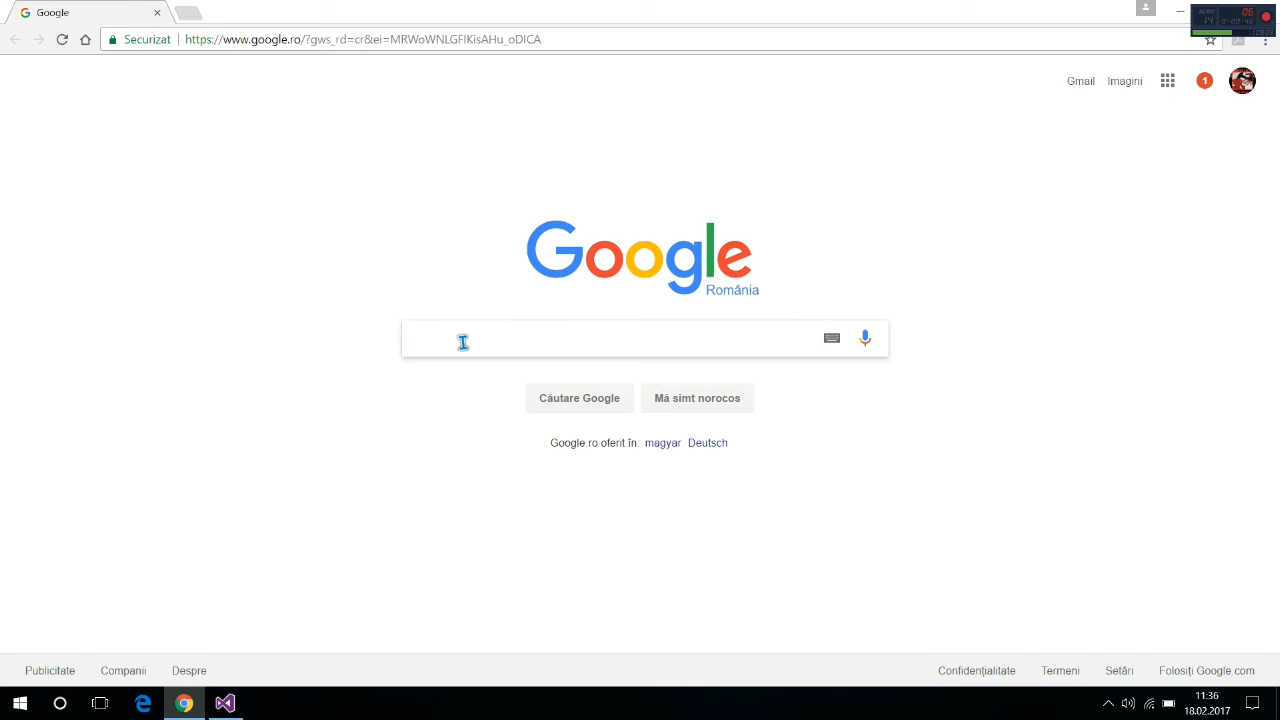 Google
Securizat
https://www.google.ro/?gws_rd=cr&ei=
Gmail Imagini 1
Google
România
Căutare Google Mă simt norocos
Google.ro oferit în: magyar Deutsch
Publicitate Companii Despre Confidențialitate Termeni Setări Folosiți Google.com
11:36
18.02.2017